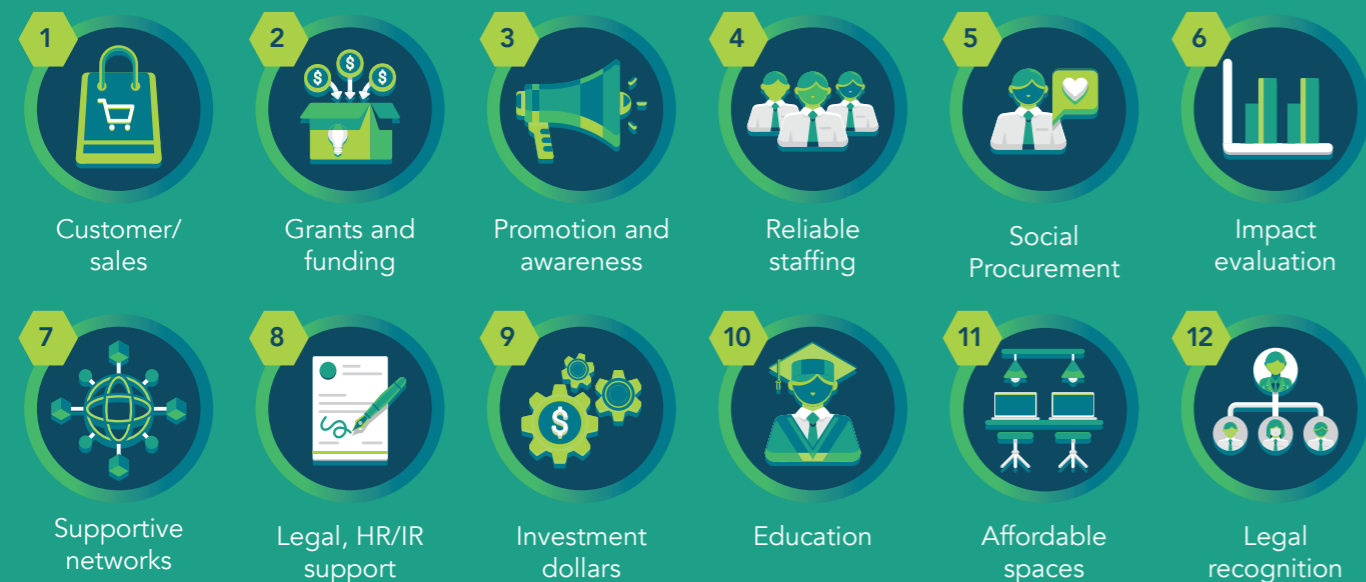 1
Customer/
sales
2
$ $ $
Grants and
funding
3
Promotion and
awareness
4
Reliable
staffing
5
Social
Procurement
6
Impact
evaluation
7
Supportive
networks
8
Legal, HR/IR
support
9
$
Investment
dollars
10
Education
11
Affordable
spaces
12
Legal
recognition